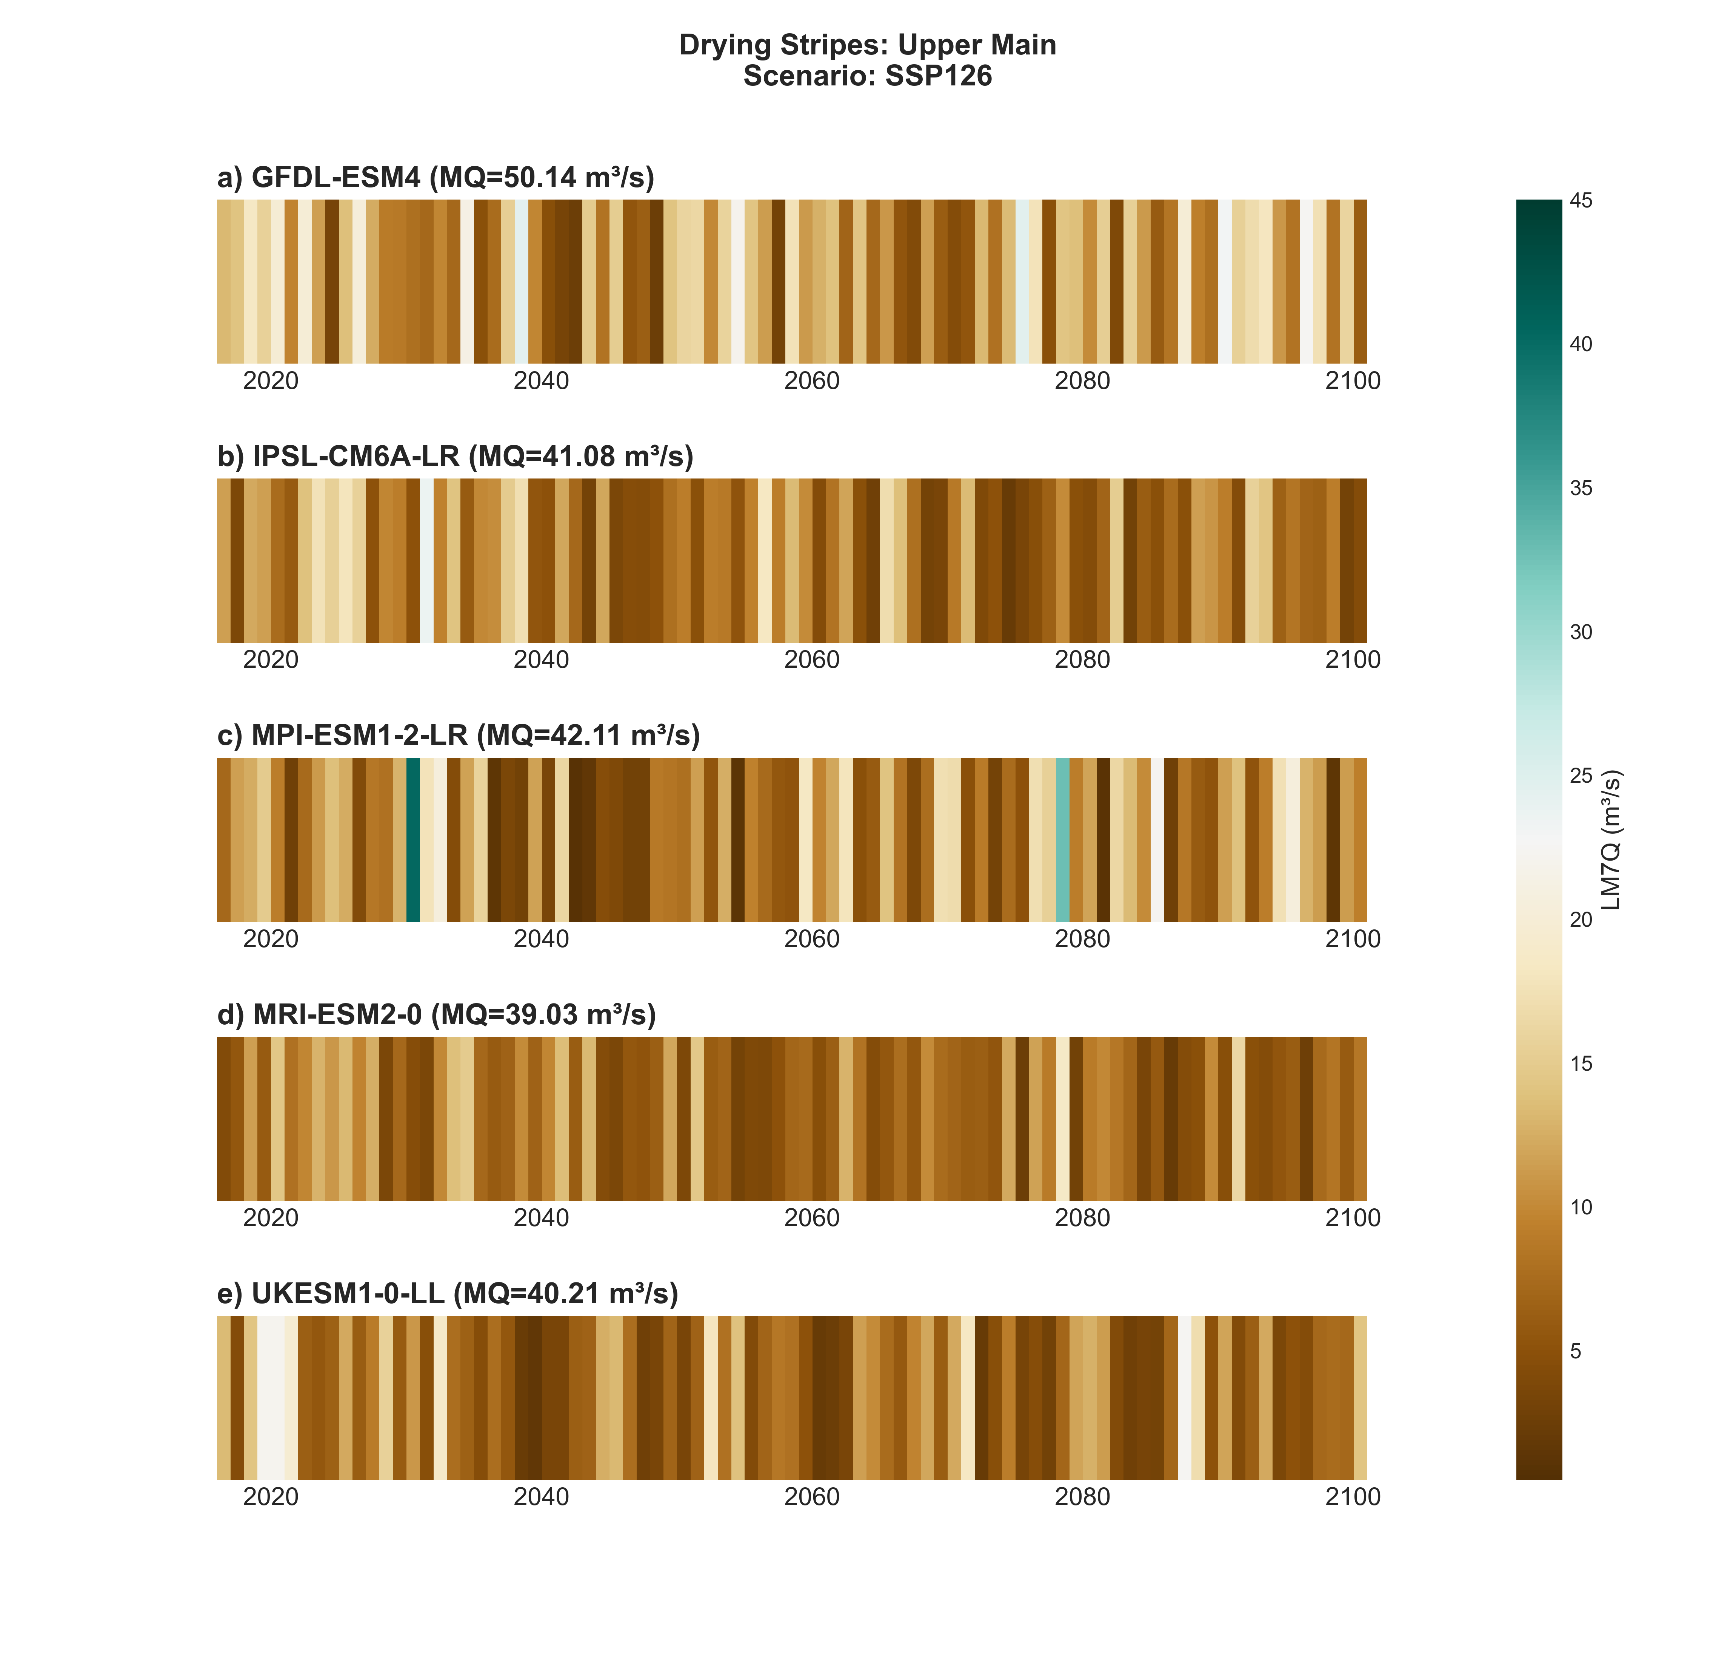 Drying Stripes: Upper Main
Scenario: SSP126
a) GFDL-ESM4 (MQ=50.14 m³/s)
2020 2040 2060 2080 2100
b) IPSL-CM6A-LR (MQ=41.08 m³/s)
2020 2040 2060 2080 2100
c) MPI-ESM1-2-LR (MQ=42.11 m³/s)
2020 2040 2060 2080 2100
d) MRI-ESM2-0 (MQ=39.03 m³/s)
2020 2040 2060 2080 2100
e) UKESM1-0-LL (MQ=40.21 m³/s)
2020 2040 2060 2080 2100
45
40
35
30
25
20
15
10
5
LM7Q (m³/s)